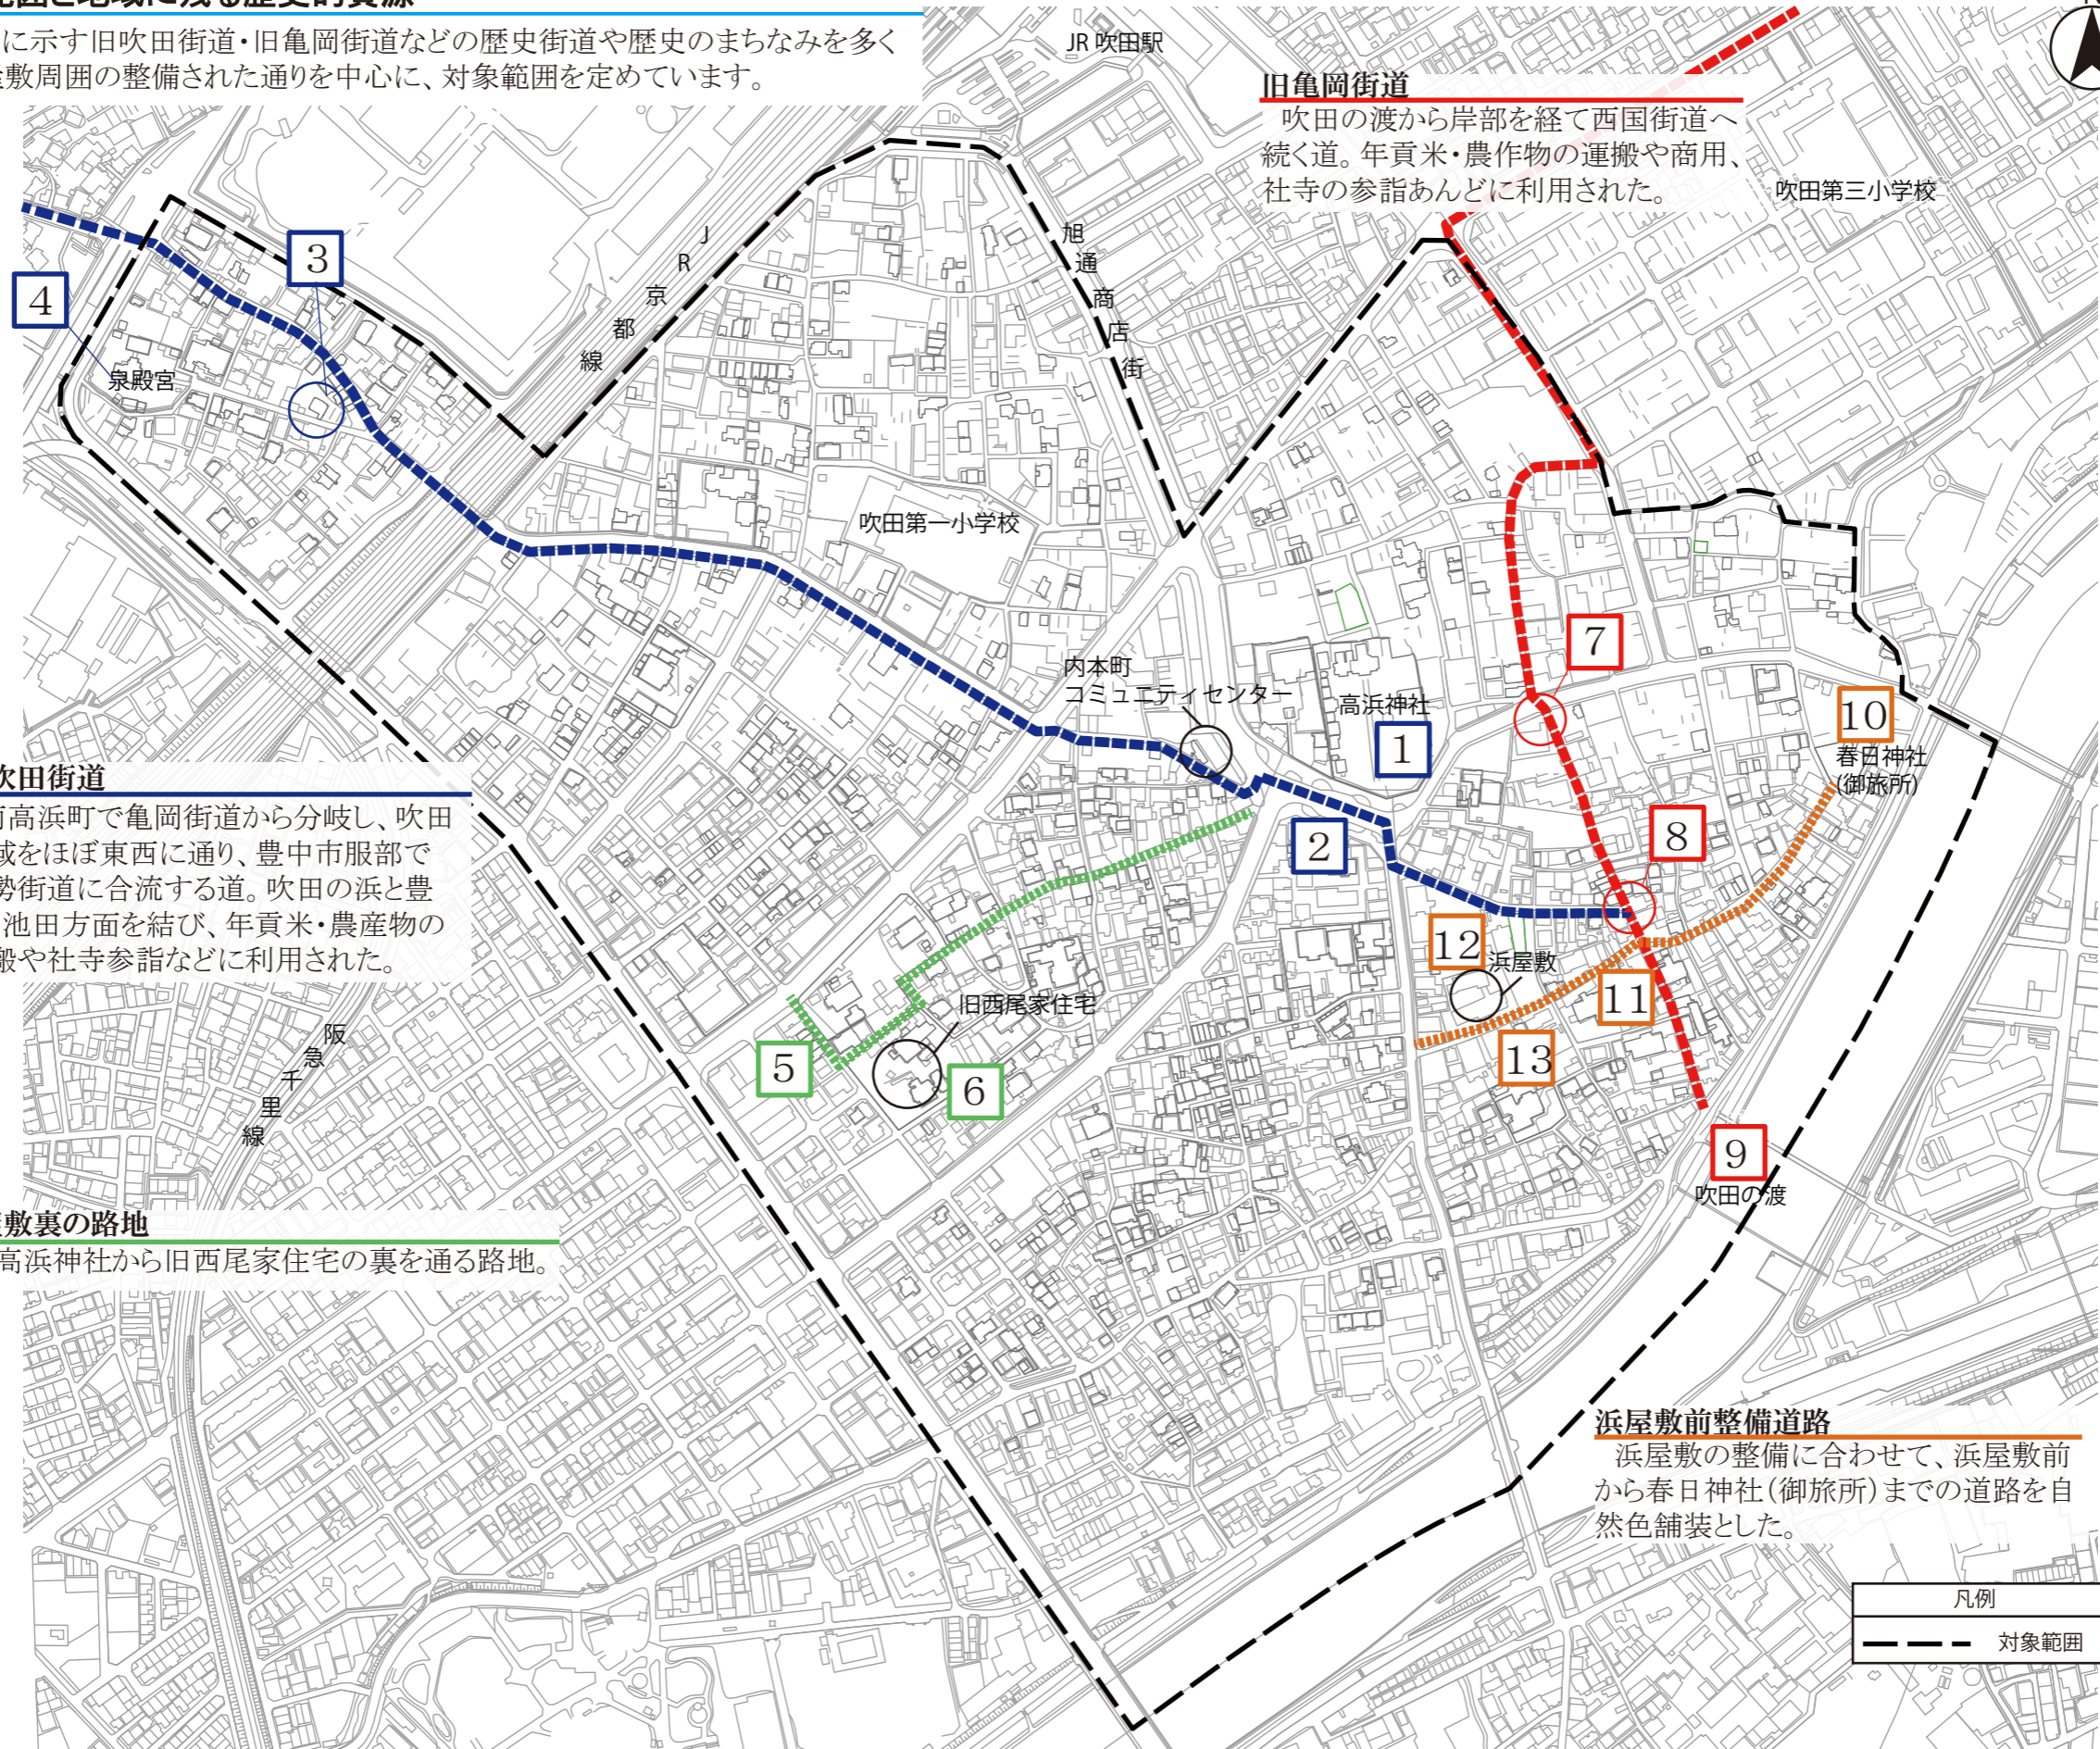 範囲と地域に残る歴史的資源
に示す旧吹田街道・旧亀岡街道などの歴史街道や歴史のまちなみを多く
屋敷周囲の整備された通りを中心に、対象範囲を定めています。
JR吹田駅
旧亀岡街道
吹田の渡から岸部を経て西国街道へ
続く道。年貢米・農作物の運搬や商用、
社寺の参詣あんどに利用された。
吹田第三小学校
JR京都線
旭通商店街
3
4
泉殿宮
吹田第一小学校
7
内本町
コミュニティセンター
高浜神社
1
10
春日神社
(御旅所)
吹田街道
南高浜町で亀岡街道から分岐し、吹田
域をほぼ東西に通り、豊中市服部で
勢街道に合流する道。吹田の浜と豊
池田方面を結び、年貢米・農産物の
搬や社寺参詣などに利用された。
2
8
12
浜屋敷
11
旧西尾家住宅
5
6
13
阪急千里線
9
吹田の渡
屋敷裏の路地
高浜神社から旧西尾家住宅の裏を通る路地。
浜屋敷前整備道路
浜屋敷の整備に合わせて、浜屋敷前
から春日神社(御旅所)までの道路を自
然色舗装とした。
凡例
対象範囲